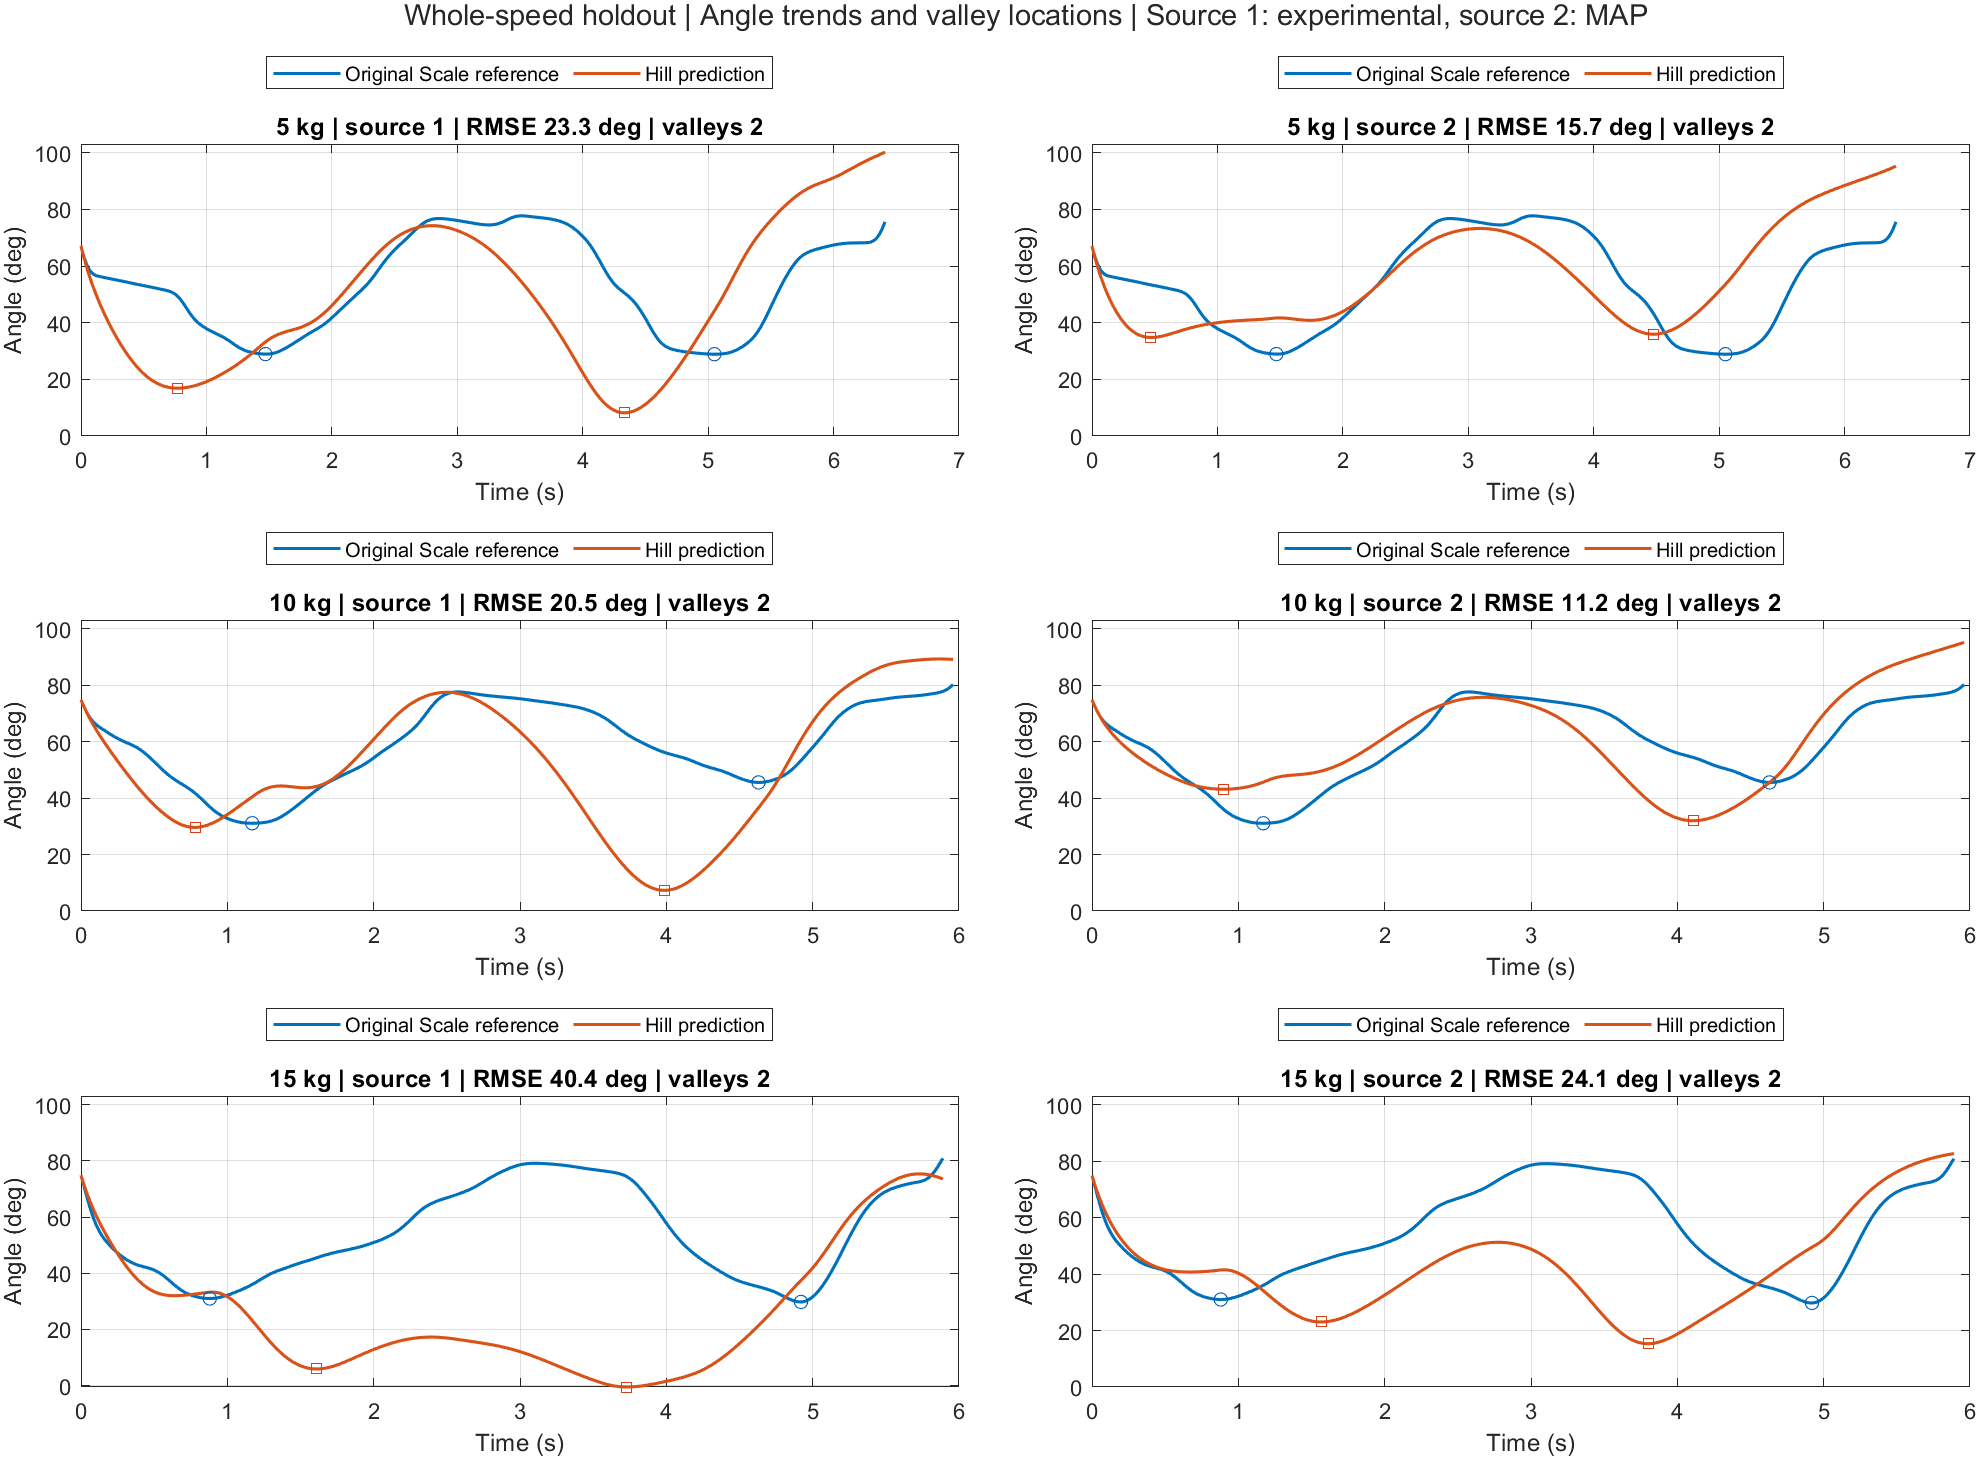 Whole-speed holdout | Angle trends and valley locations | Source 1: experimental, source 2: MAP
Original Scale reference Hill prediction
5 kg | source 1 | RMSE 23.3 deg | valleys 2
100
80
60
40
20
0
Angle (deg)
0 1 2 3 4 5 6 7
Time (s)
Original Scale reference Hill prediction
5 kg | source 2 | RMSE 15.7 deg | valleys 2
100
80
60
40
20
0
Angle (deg)
0 1 2 3 4 5 6 7
Time (s)
Original Scale reference Hill prediction
10 kg | source 1 | RMSE 20.5 deg | valleys 2
100
80
60
40
20
0
Angle (deg)
0 1 2 3 4 5 6
Time (s)
Original Scale reference Hill prediction
10 kg | source 2 | RMSE 11.2 deg | valleys 2
100
80
60
40
20
0
Angle (deg)
0 1 2 3 4 5 6
Time (s)
Original Scale reference Hill prediction
15 kg | source 1 | RMSE 40.4 deg | valleys 2
100
80
60
40
20
0
Angle (deg)
0 1 2 3 4 5 6
Time (s)
Original Scale reference Hill prediction
15 kg | source 2 | RMSE 24.1 deg | valleys 2
100
80
60
40
20
0
Angle (deg)
0 1 2 3 4 5 6
Time (s)